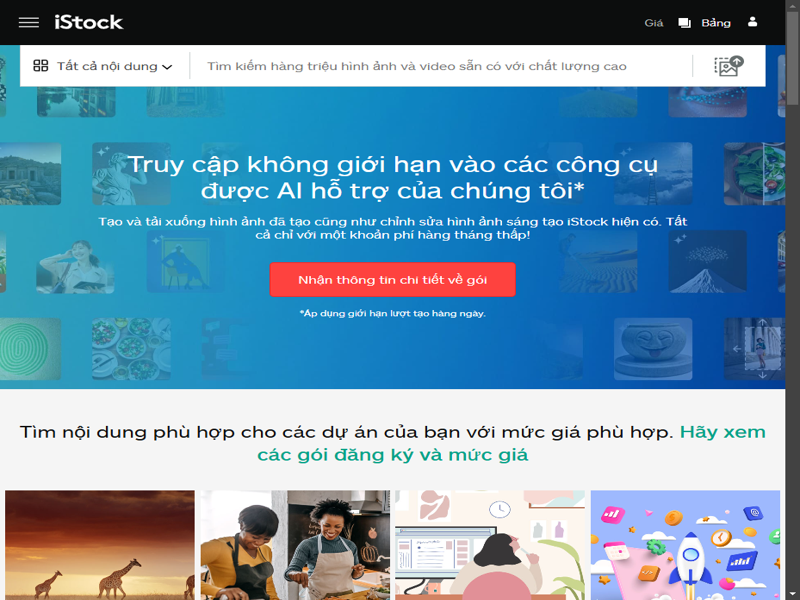 iStock
Giá
Bảng
Tất cả nội dung
Tìm kiếm hàng triệu hình ảnh và video sẵn có với chất lượng cao
Truy cập không giới hạn vào các công cụ
được AI hỗ trợ của chúng tôi*
Tạo và tải xuống hình ảnh đã tạo cũng như chỉnh sửa hình ảnh sáng tạo iStock hiện có. Tất
cả chỉ với một khoản phí hàng tháng thấp!
Nhận thông tin chi tiết về gói
*Áp dụng giới hạn lượt tạo hàng ngày.
Tìm nội dung phù hợp cho các dự án của bạn với mức giá phù hợp. Hãy xem
các gói đăng ký và mức giá